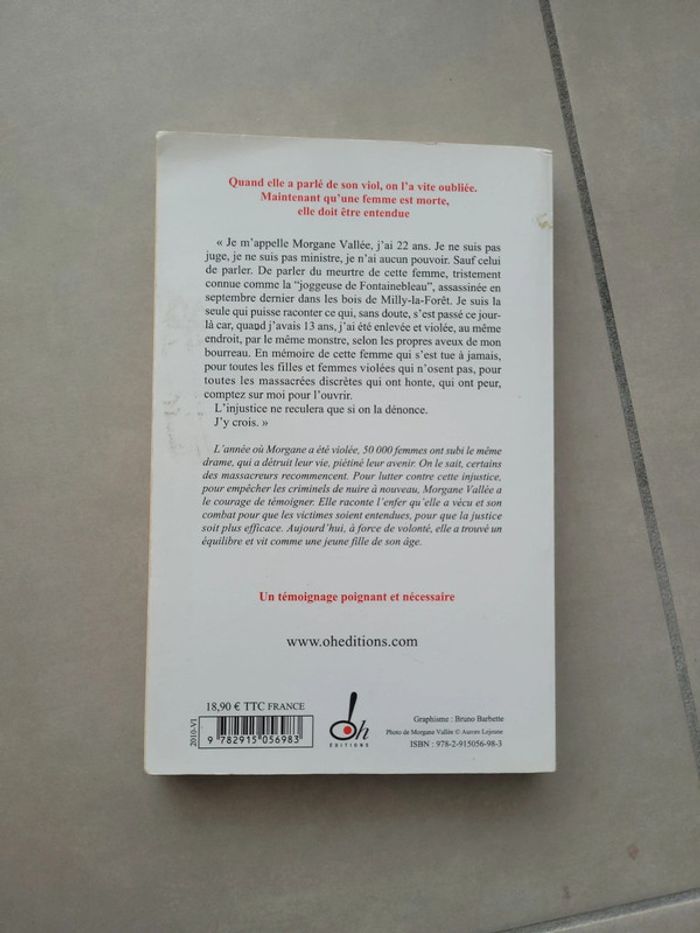 Quand elle a parlé de son viol, on l'a vite oubliée.
Maintenant qu'une femme est morte,
elle doit être entendue
« Je m'appelle Morgane Vallée, j'ai 22 ans. Je ne suis pas
juge, je ne suis pas ministre, je n'ai aucun pouvoir. Sauf celui
de parler. De parler du meurtre de cette femme, tristement
connue comme la “joggeuse de Fontainebleau”, assassinée en
septembre dernier dans les bois de Milly-la-Forêt. Je suis la
seule qui puisse raconter ce qui, sans doute, s'est passé ce jour-
là car, quand j'avais 13 ans, j'ai été enlevée et violée, au même
endroit, par le même monstre, selon les propres aveux de mon
bourreau. En mémoire de cette femme qui s'est tue à jamais,
pour toutes les filles et femmes violées qui n'osent pas, pour
toutes les massacrées discrètes qui ont honte, qui ont peur,
comptez sur moi pour l'ouvrir.
L'injustice ne reculera que si on la dénonce.
J'y crois. »
L'année où Morgane a été violée, 50 000 femmes ont subi le même
drame, qui a détruit leur vie, piétiné leur avenir. On le sait, certains
des massacreurs recommencent. Pour lutter contre cette injustice,
pour empêcher les criminels de nuire à nouveau, Morgane Vallée a
le courage de témoigner. Elle raconte l'enfer qu'elle a vécu et son
combat pour que les victimes soient entendues, pour que la justice
soit plus efficace. Aujourd'hui, à force de volonté, elle a trouvé un
équilibre et vit comme une jeune fille de son âge.
Un témoignage poignant et nécessaire
www.oheditions.com
18,90 € TTC FRANCE
2010-VI
9 782915 056983
Oh
ÉDITIONS
Graphisme : Bruno Barbette
Photo de Morgane Vallée © Aurore Lejeune
ISBN : 978-2-915056-98-3